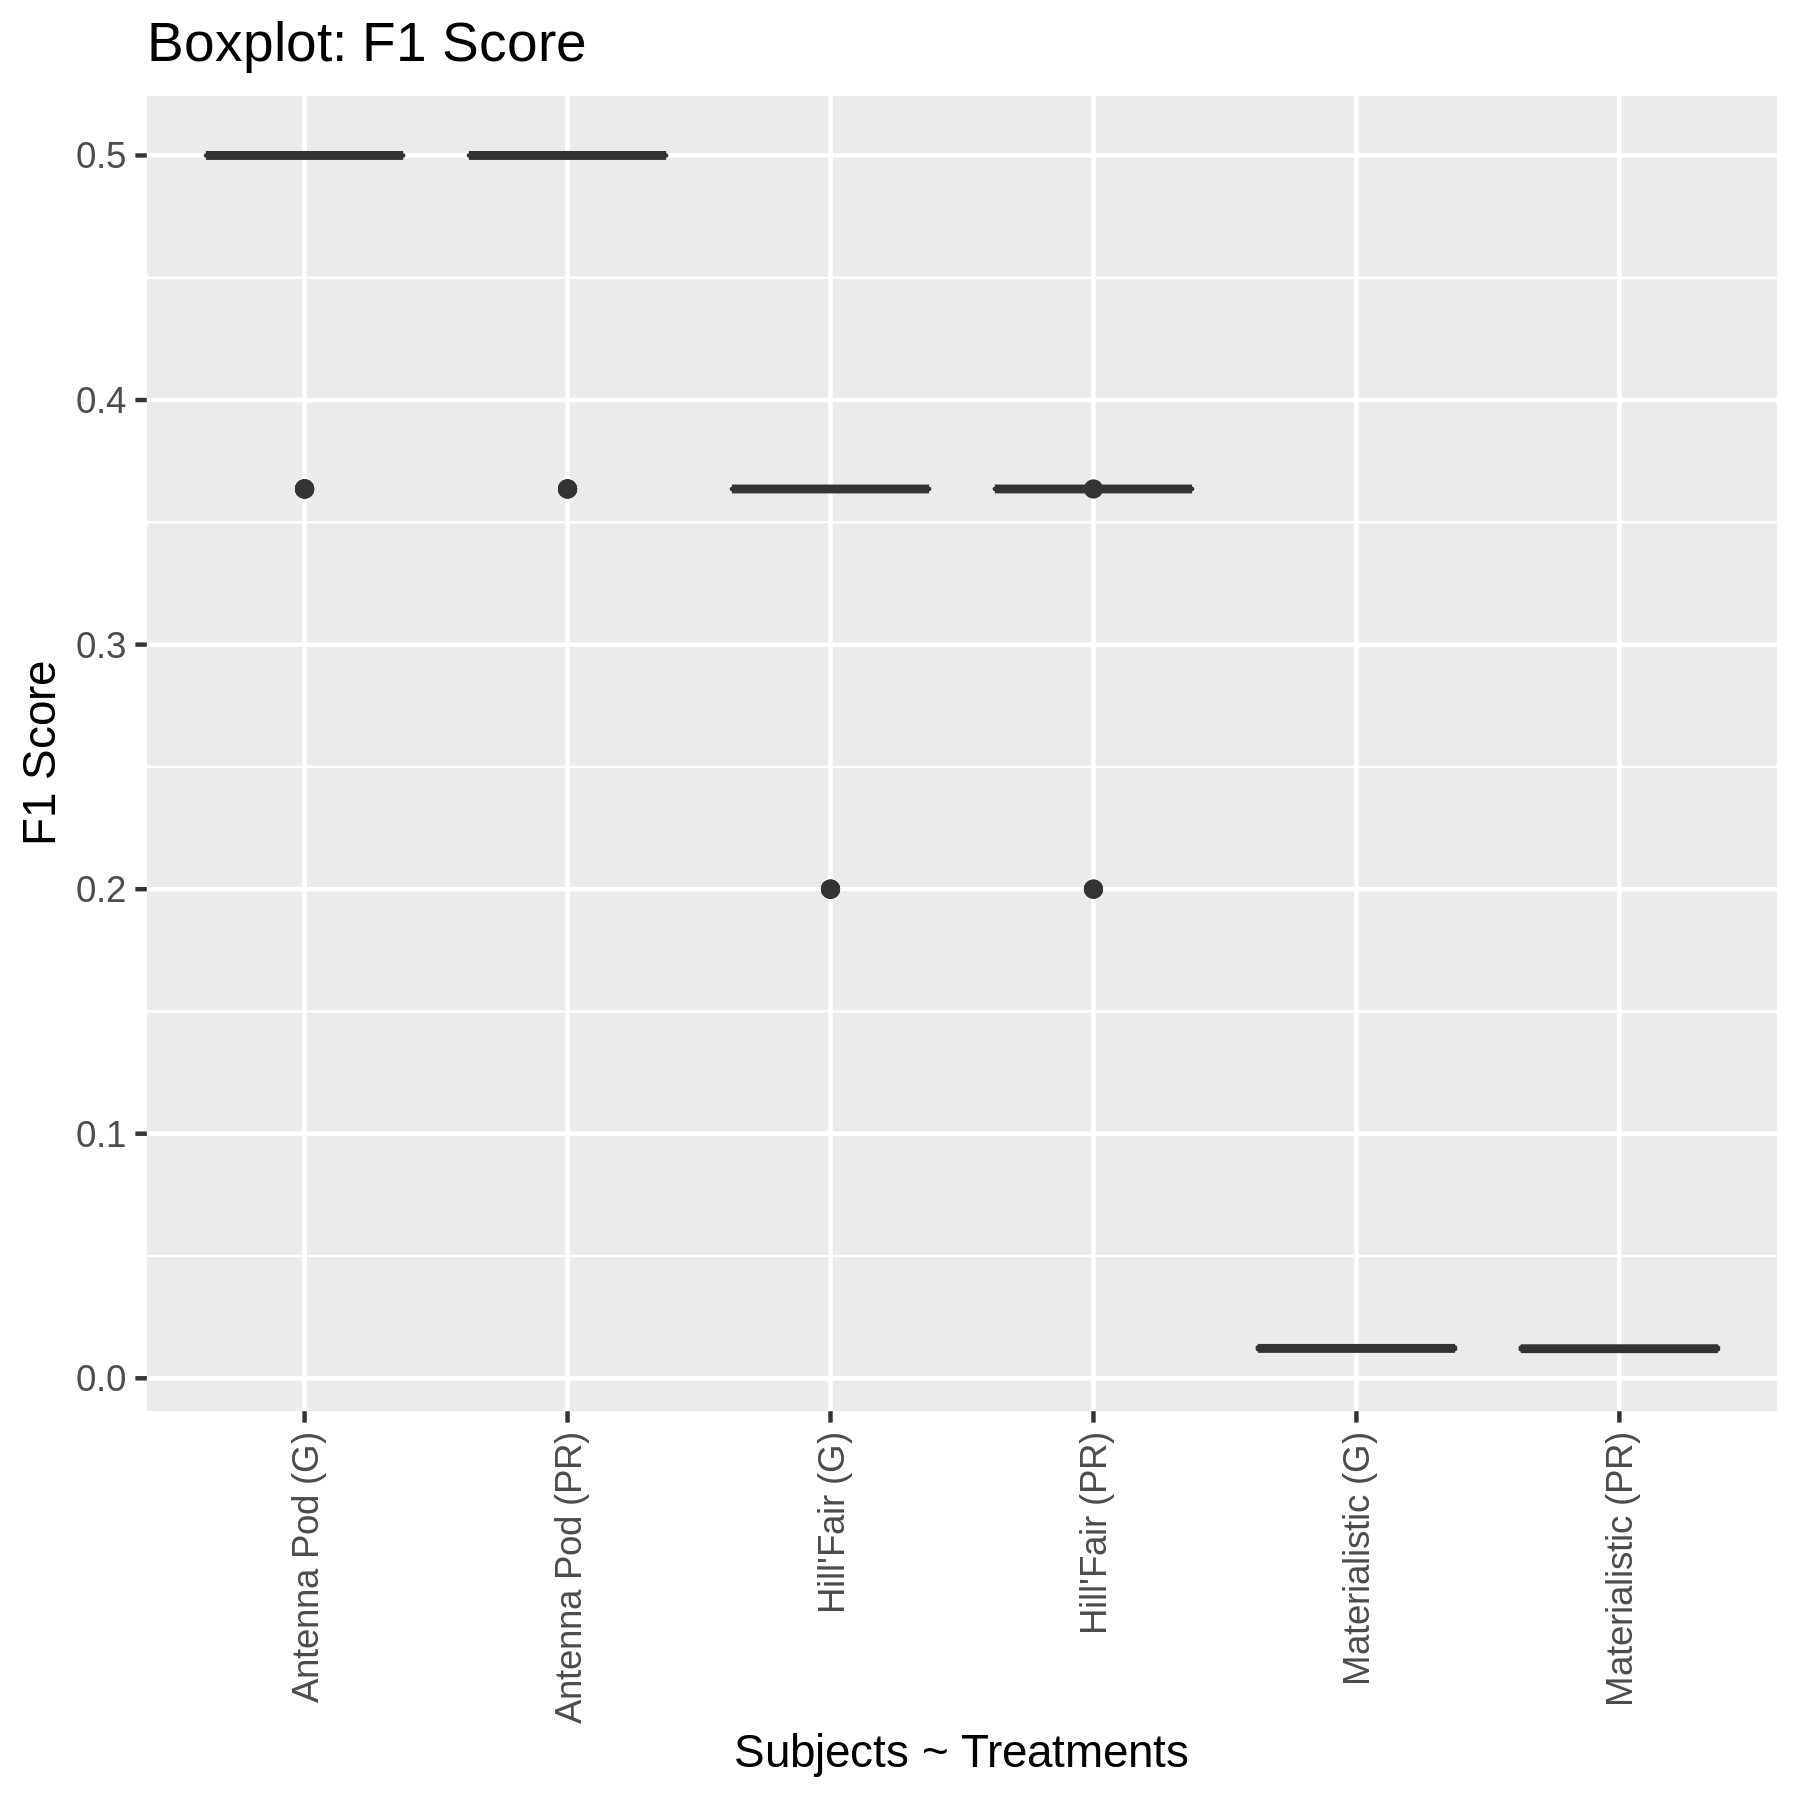 Boxplot: F1 Score
F1 Score
0.5
0.4
0.3
0.2
0.1
0.0
Antenna Pod (G)
Antenna Pod (PR)
Hill'Fair (G)
Hill'Fair (PR)
Materialistic (G)
Materialistic (PR)
Subjects ~ Treatments